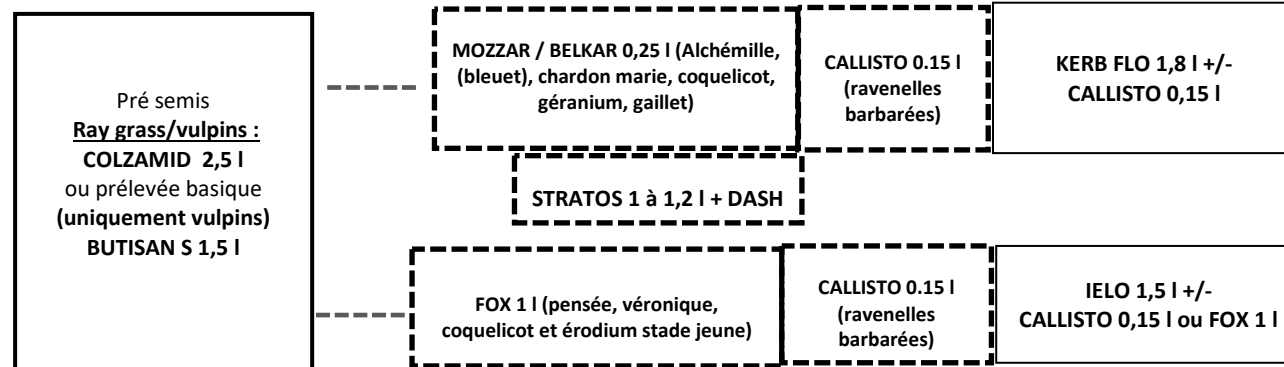 Pré semis
Ray grass/vulpins :
COLZAMID 2,5 l
ou prélevée basique
(uniquement vulpins)
BUTISAN S 1,5 l
MOZZAR / BELKAR 0,25 l (Alchémille,
(bleuet), chardon marie, coquelicot,
géranium, gaillet)
CALLISTO 0.15 l
(ravenelles
barbarées)
KERB FLO 1,8 l +/-
CALLISTO 0,15 l
STRATOS 1 à 1,2 l + DASH
FOX 1 l (pensée, véronique,
coquelicot et érodium stade jeune)
CALLISTO 0.15 l
(ravenelles
barbarées)
IELO 1,5 l +/-
CALLISTO 0,15 l ou FOX 1 l